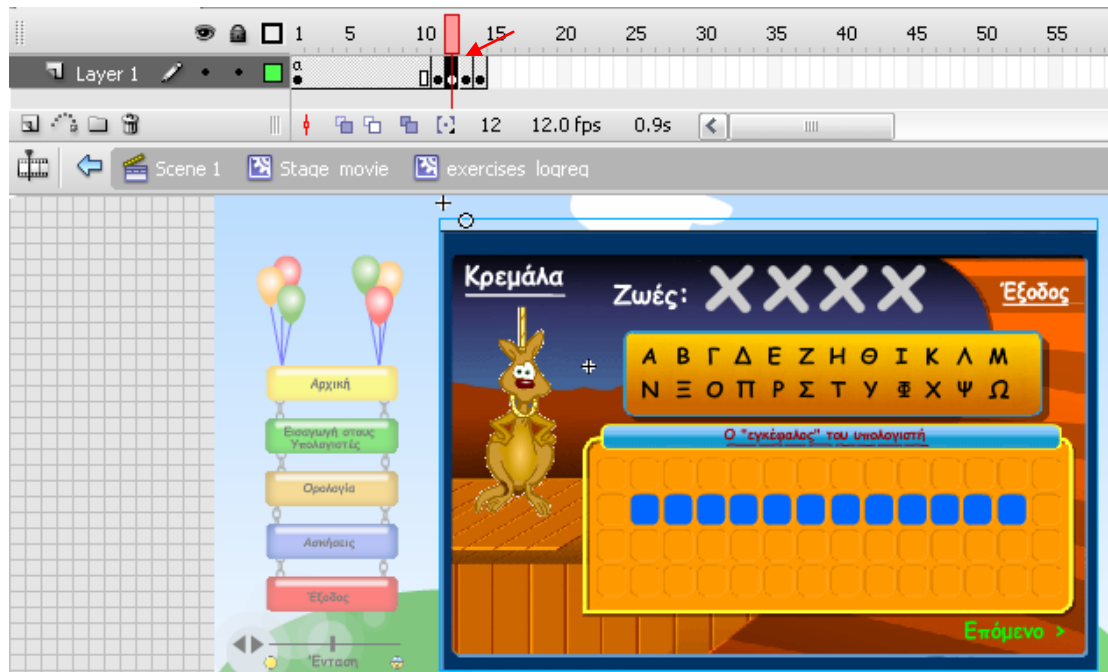 1 5 10 15 20 25 30 35 40 45 50 55
α
Layer 1
12 12.0 fps 0.9s
Scene 1 Stage movie exercises logreg
Κρεμάλα
Ζωές:
Έξοδος
Α Β Γ Δ Ε Ζ Η Θ Ι Κ Λ Μ
Ν Ξ Ο Π Ρ Σ Τ Υ Φ Χ Ψ Ω
Ο "εγκέφαλος" του υπολογιστή
Επόμενο >
Αρχική
Εισαγωγή στους
Υπολογιστές
Ορολογία
Ασκήσεις
Έξοδος
Ένταση